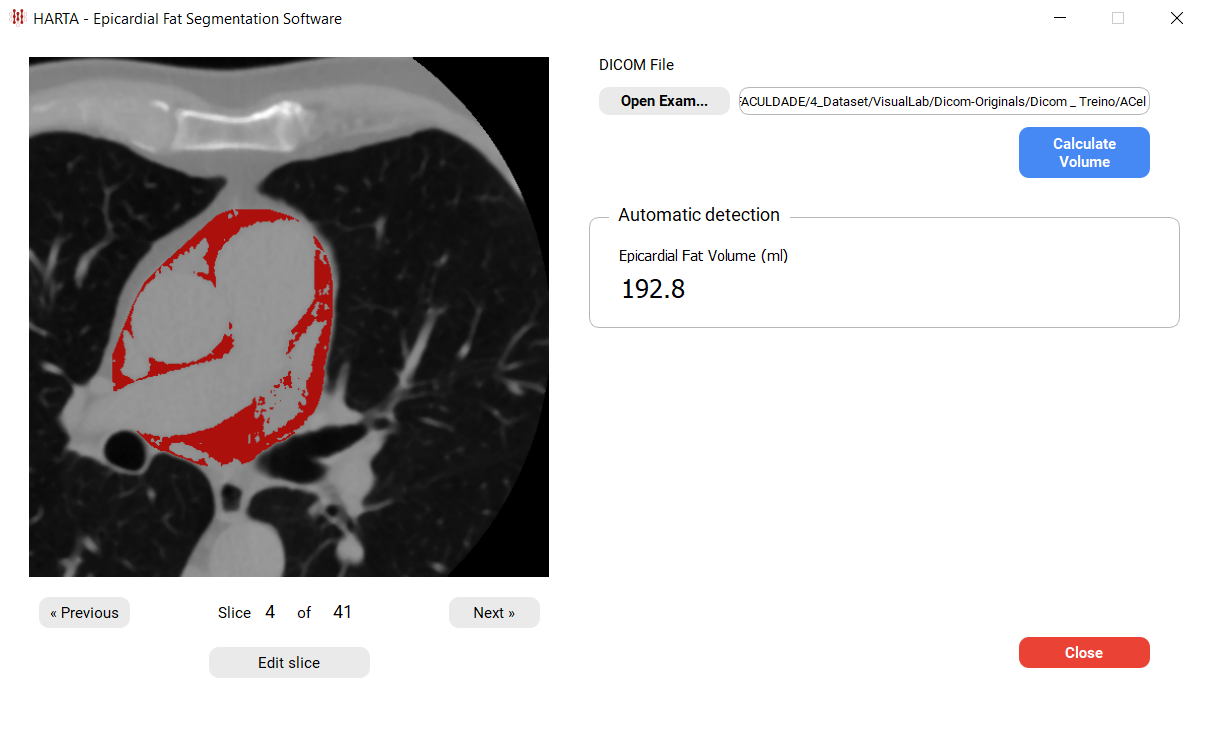 HARTA - Epicardial Fat Segmentation Software
DICOM File
Open Exam...
FACULDADE/4_Dataset/VisualLab/Dicom-Originals/Dicom _ Treino/ACel
Calculate
Volume
Automatic detection
Epicardial Fat Volume (ml)
192.8
« Previous
Slice 4 of 41
Next »
Edit slice
Close